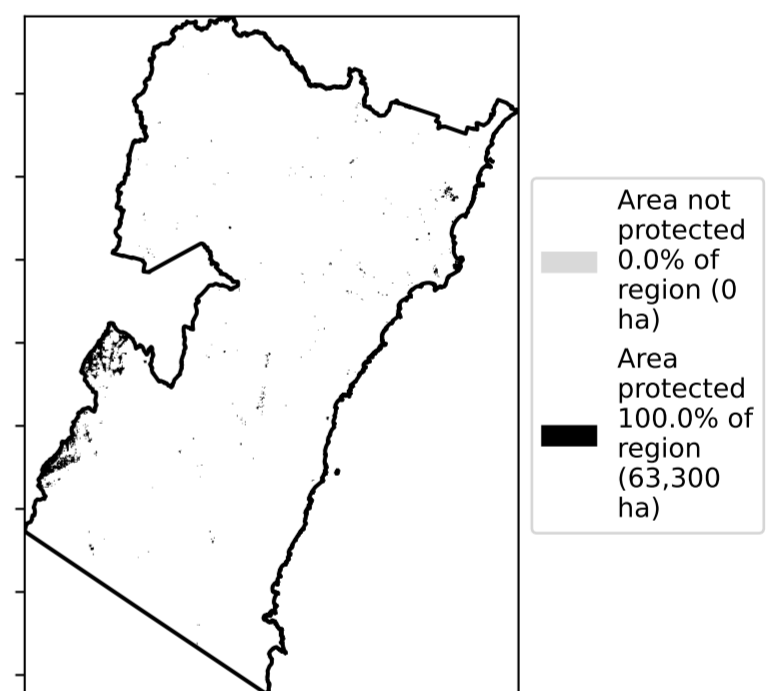 Area not
protected
0.0% of
region (0
ha)
Area
protected
100.0% of
region
(63,300
ha)